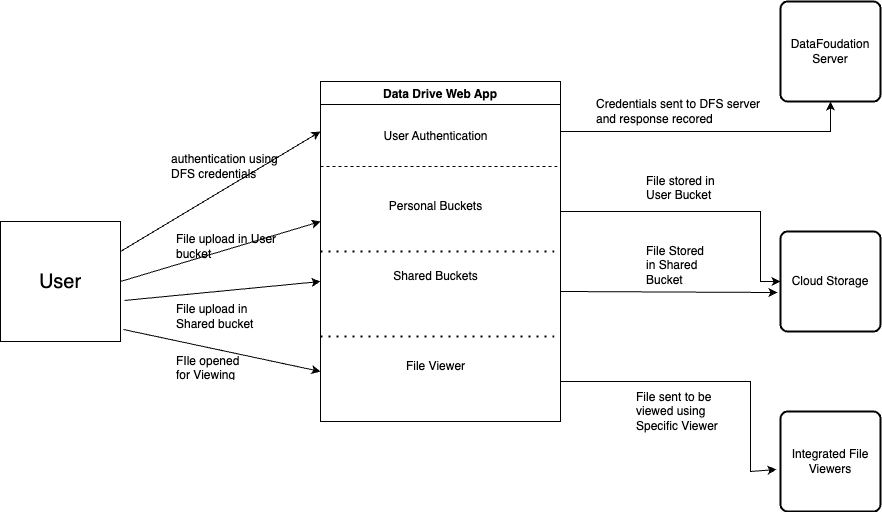 DataFoudation
Server
Data Drive Web App
Credentials sent to DFS server
and response recored
User Authentication
authentication using
DFS credentials
File stored in
User Bucket
Personal Buckets
File upload in User
bucket
File Stored
in Shared
Bucket
User
Shared Buckets
Cloud Storage
File upload in
Shared bucket
FIle opened
for Viewing
File Viewer
File sent to be
viewed using
Specific Viewer
Integrated File
Viewers